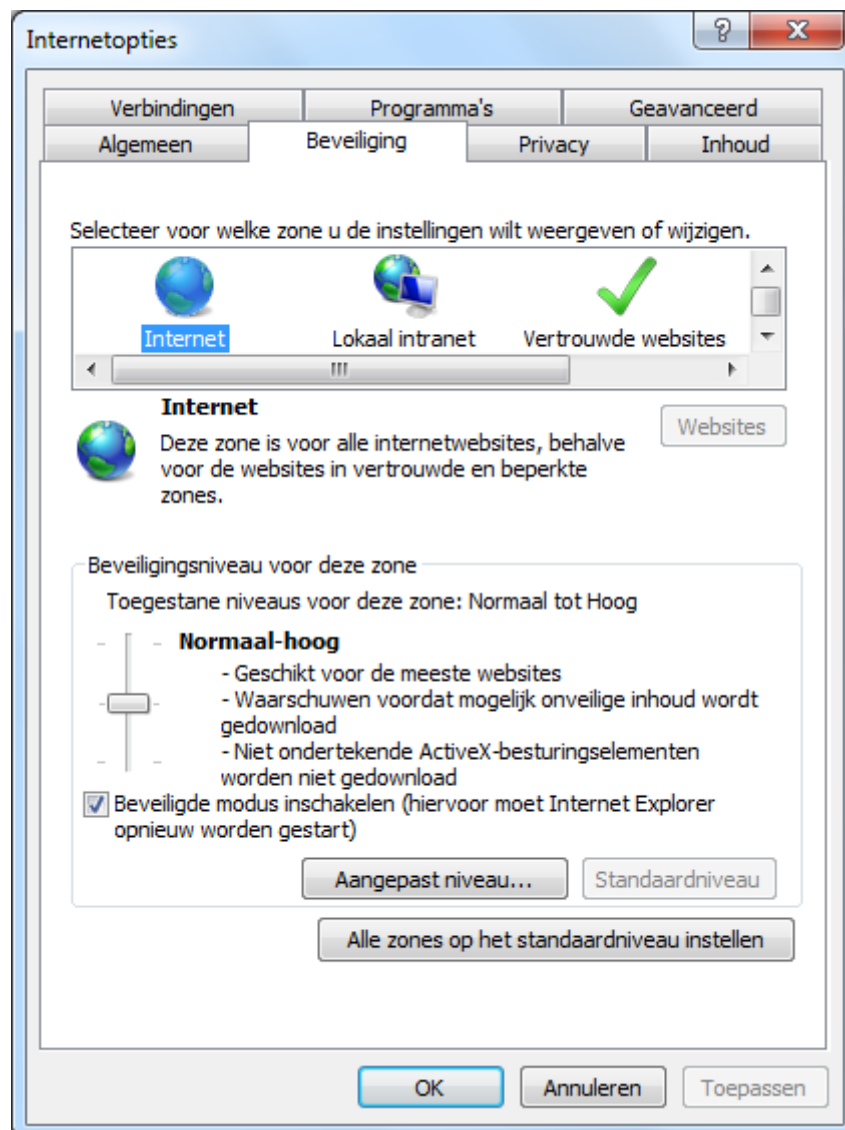 Internetopties
Verbindingen Programma's Geavanceerd
Algemeen Beveiliging Privacy Inhoud
Selecteer voor welke zone u de instellingen wilt weergeven of wijzigen.
Internet Lokaal intranet Vertrouwde websites
Internet
Websites
Deze zone is voor alle internetwebsites, behalve
voor de websites in vertrouwde en beperkte
zones.
Beveiligingsniveau voor deze zone
Toegestane niveaus voor deze zone: Normaal tot Hoog
Normaal-hoog
- Geschikt voor de meeste websites
- Waarschuwen voordat mogelijk onveilige inhoud wordt
gedownload
- Niet ondertekende ActiveX-besturingselementen
worden niet gedownload
Beveiligde modus inschakelen (hiervoor moet Internet Explorer
opnieuw worden gestart)
Aangepast niveau... Standaardniveau
Alle zones op het standaardniveau instellen
OK Annuleren Toepassen